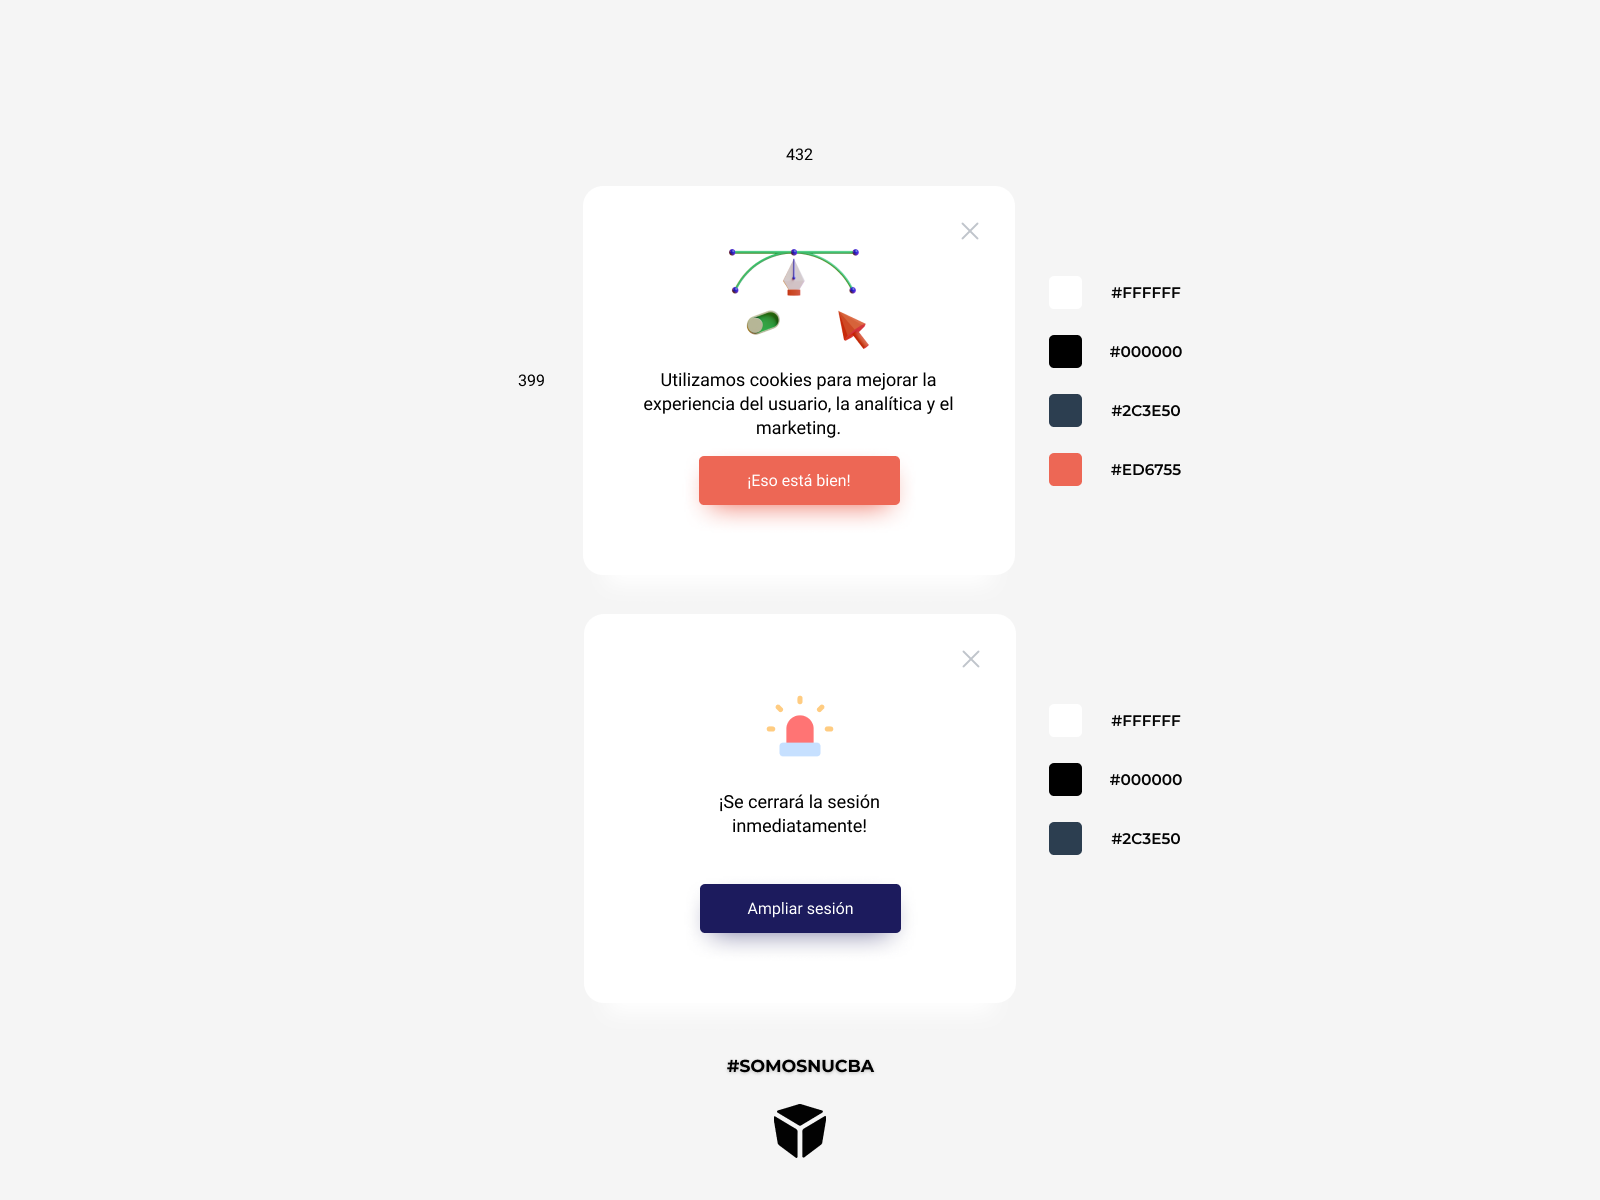 432
399
Utilizamos cookies para mejorar la
experiencia del usuario, la analítica y el
marketing.
¡Eso está bien!
#FFFFFF
#000000
#2C3E50
#ED6755
¡Se cerrará la sesión
inmediatamente!
Ampliar sesión
#FFFFFF
#000000
#2C3E50
#SOMOSNUCBA